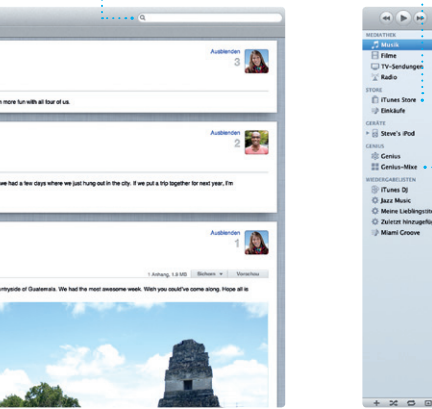 Ausblenden
3
n more fun with all four of us.
Ausblenden
2
we had a few days where we just hung out in the city. If we put a trip together for next year, I'm
Ausblenden
1
1 Anhang, 1,8 MB Sichern Vorschau
ntryside of Guatemala. We had the most awesome week. Wish you could've come along. Hope all is
MEDIATHEK
Musik
Filme
TV-Sendungen
Radio
STORE
iTunes Store
Einkäufe
GERÄTE
Steve's iPod
GENIUS
Genius
Genius-Mixe
WIEDERGABELISTEN
iTunes DJ
Jazz Music
Meine Lieblingstite
Zuletzt hinzugefüg
Miami Groove